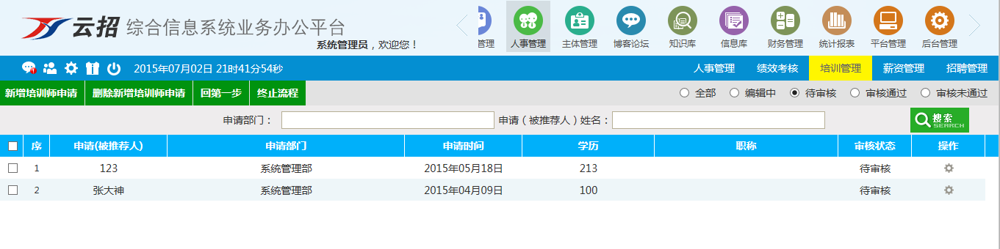 云招 综合信息系统业务办公平台
系统管理员，欢迎您！
管理 人事管理 主体管理 博客论坛 知识库 信息库 财务管理 统计报表 平台管理 后台管理
2015年07月02日 21时41分54秒 人事管理 绩效考核 培训管理 薪资管理 招聘管理
新增培训师申请 删除新增培训师申请 回第一步 终止流程 全部 编辑中 待审核 审核通过 审核未通过
申请部门： 申请（被推荐人）姓名： 搜索 SEARCH
序 申请(被推荐人) 申请部门 申请时间 学历 职称 审核状态 操作
1 123 系统管理部 2015年05月18日 213 待审核
2 张大神 系统管理部 2015年04月09日 100 待审核